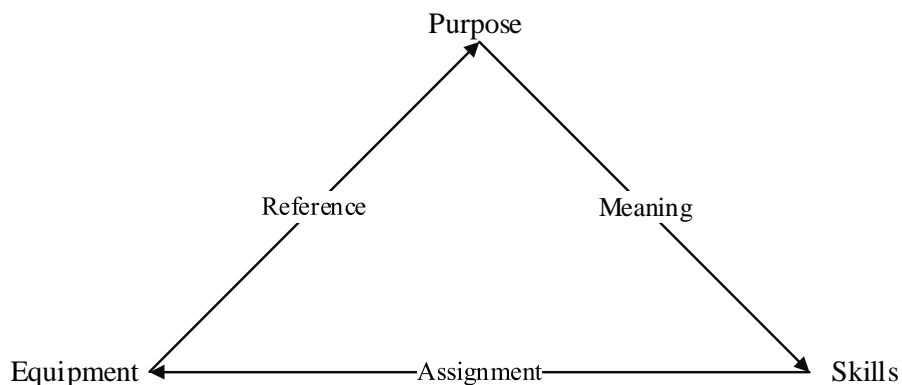 Purpose
Reference
Meaning
Equipment
Assignment
Skills